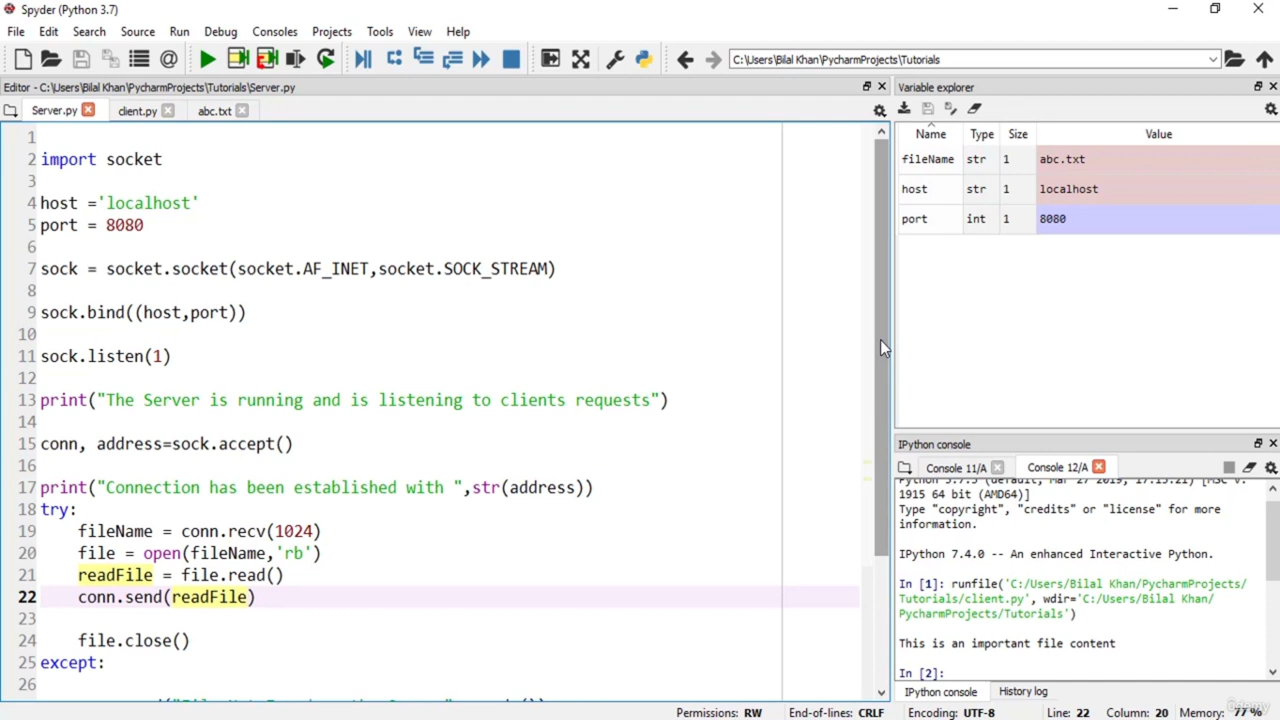 Spyder (Python 3.7)
File Edit Search Source Run Debug Consoles Projects Tools View Help
C:\Users\Bilal Khan\PycharmProjects\Tutorials
Editor - C:\Users\Bilal Khan\PycharmProjects\Tutorials\Server.py
Server.py client.py abc.txt
1
2 import socket
3
4 host ='localhost'
5 port = 8080
6
7 sock = socket.socket(socket.AF_INET,socket.SOCK_STREAM)
8
9 sock.bind((host,port))
10
11 sock.listen(1)
12
13 print("The Server is running and is listening to clients requests")
14
15 conn, address=sock.accept()
16
17 print("Connection has been established with ",str(address))
18 try:
19 fileName = conn.recv(1024)
20 file = open(fileName,'rb')
21 readFile = file.read()
22 conn.send(readFile)
23
24 file.close()
25 except:
26
Variable explorer
Name Type Size Value
fileName str 1 abc.txt
host str 1 localhost
port int 1 8080
IPython console
Console 11/A Console 12/A
1915 64 bit (AMD64)]
Type "copyright", "credits" or "license" for more
information.
IPython 7.4.0 -- An enhanced Interactive Python.
In [1]: runfile('C:/Users/Bilal Khan/PycharmProjects/
Tutorials/client.py', wdir='C:/Users/Bilal Khan/
PycharmProjects/Tutorials')
This is an important file content
In [2]:
IPython console History log
Permissions: RW End-of-lines: CRLF Encoding: UTF-8 Line: 22 Column: 20 Memory: 77 %